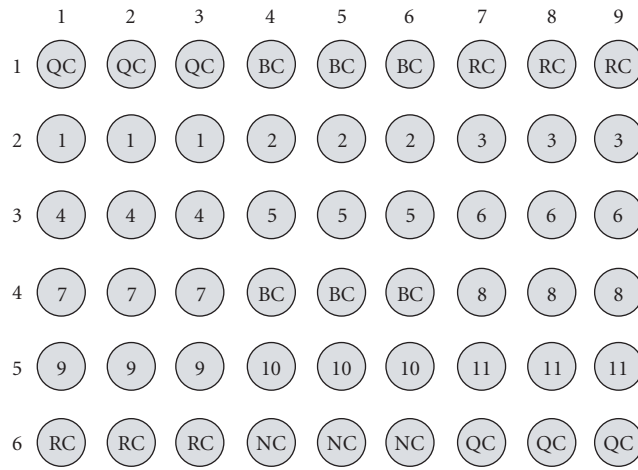 1 2 3 4 5 6 7 8 9
1 QC QC QC BC BC BC RC RC RC
2 1 1 1 2 2 2 3 3 3
3 4 4 4 5 5 5 6 6 6
4 7 7 7 BC BC BC 8 8 8
5 9 9 9 10 10 10 11 11 11
6 RC RC RC NC NC NC QC QC QC